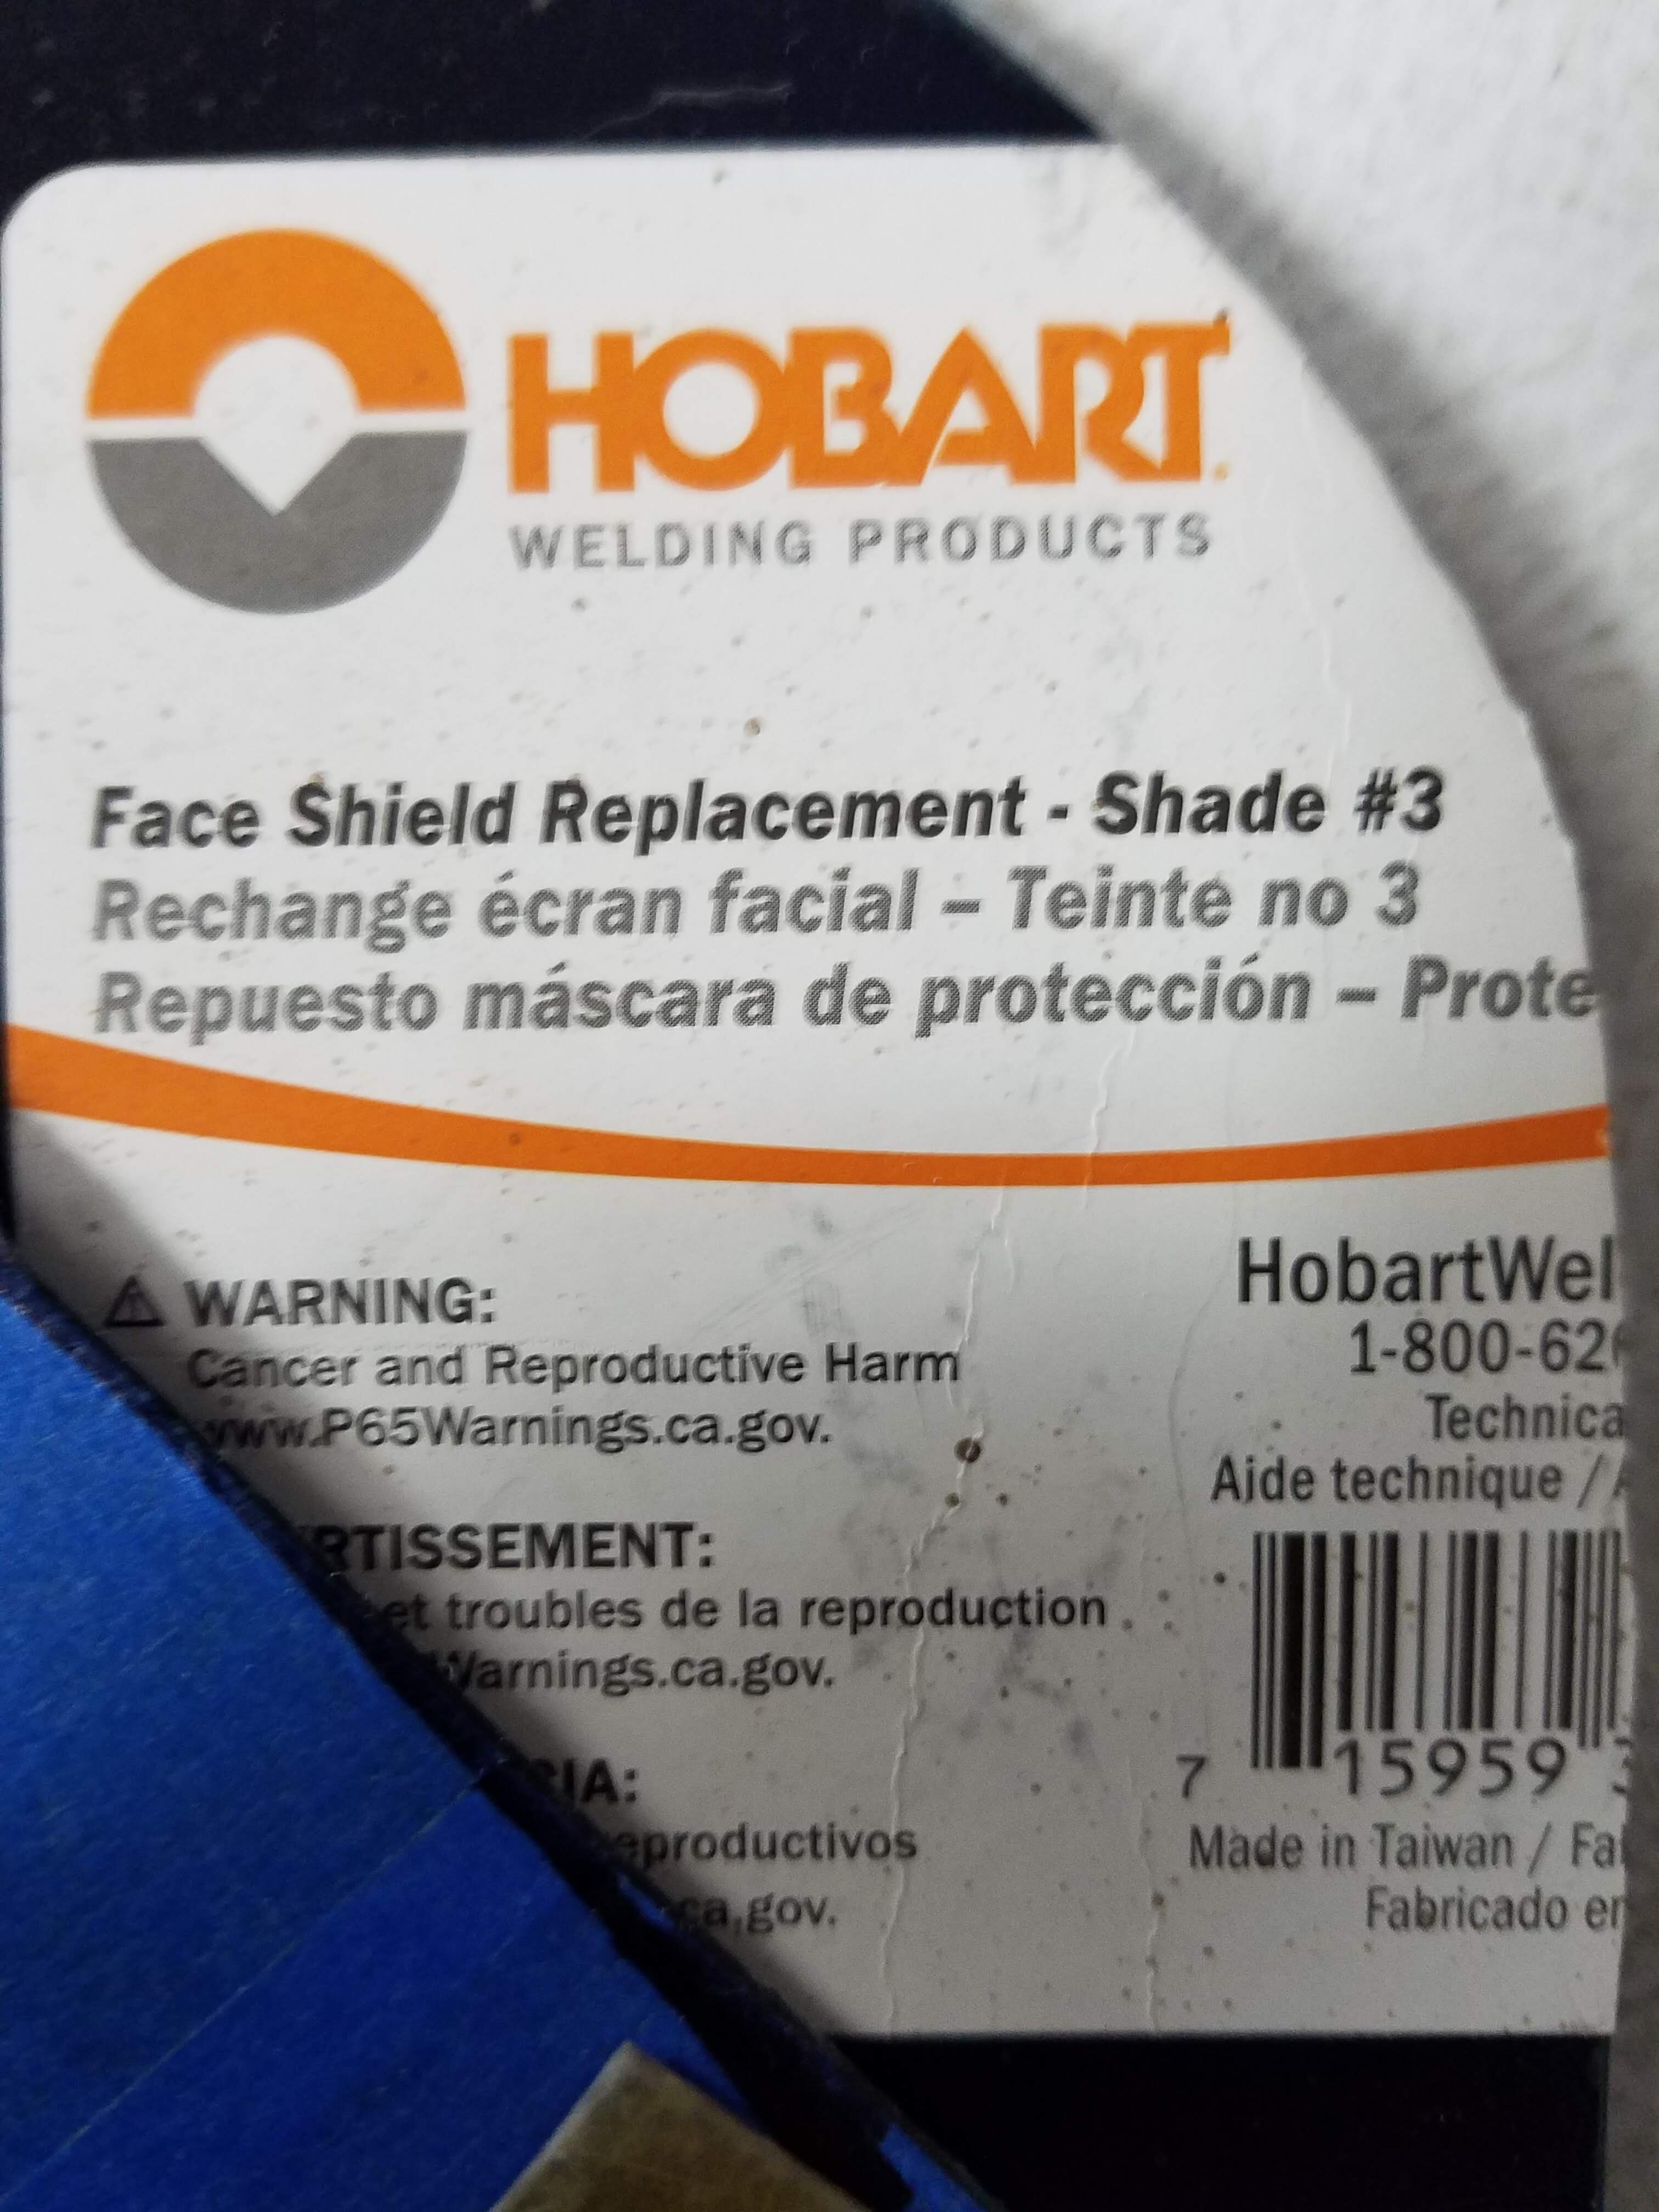 HOBART
WELDING PRODUCTS
Face Shield Replacement - Shade #3
Rechange écran facial – Teinte no 3
Repuesto máscara de protección – Prote
WARNING:
Cancer and Reproductive Harm
www.P65Warnings.ca.gov.
RTISSEMENT:
et troubles de la reproduction
Warnings.ca.gov.
CIA:
eproductivos
ca.gov.
HobartWel
1-800-62
Technica
Aide technique /
7 15959
Made in Taiwan / Fa
Fabricado en